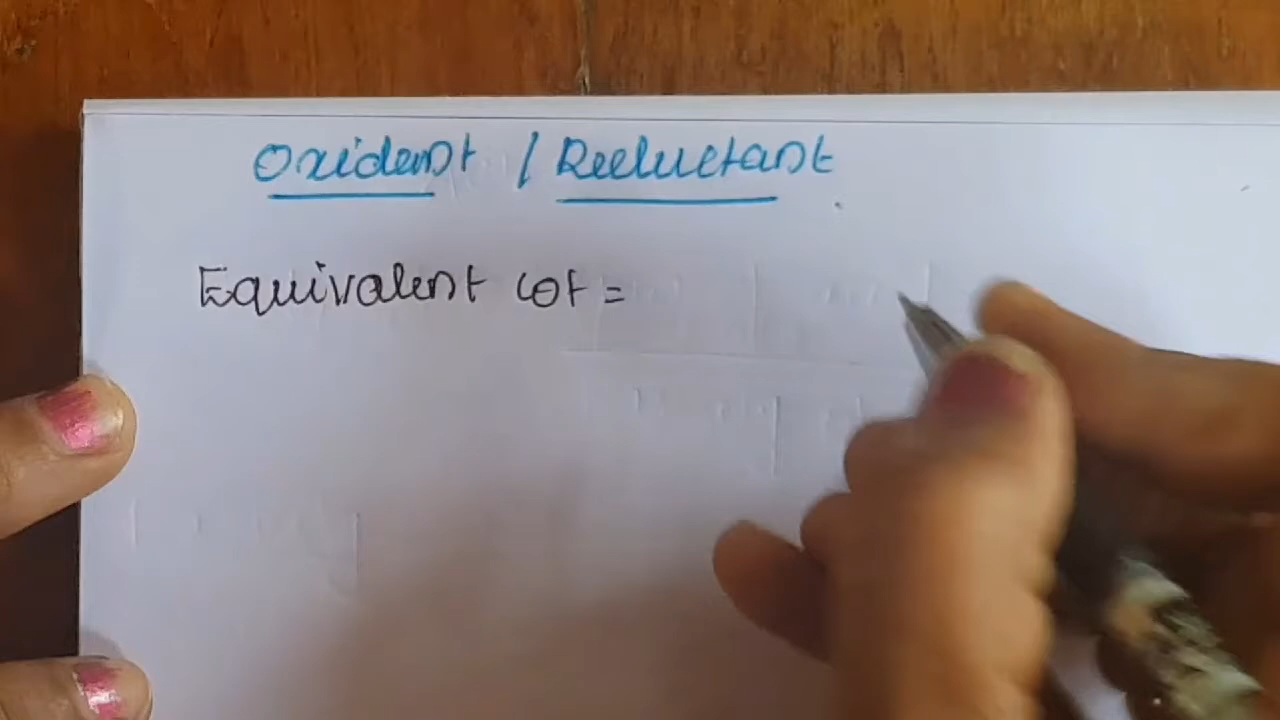 Oxident / Reeluctant
Equivalent wt =